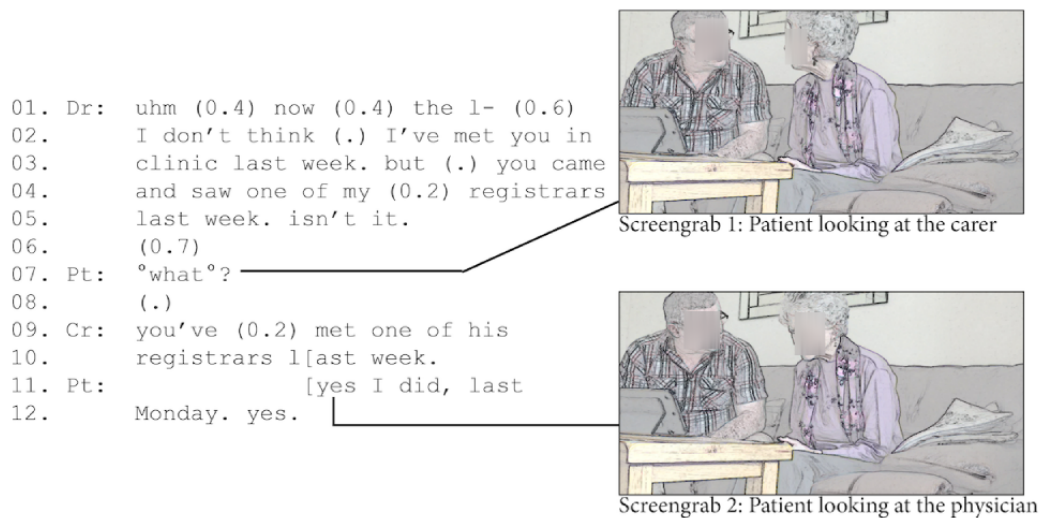 01. Dr: uhm (0.4) now (0.4) the l- (0.6)
02. I don't think (.) I've met you in
03. clinic last week. but (.) you came
04. and saw one of my (0.2) registrars
05. last week. isn't it.
06. (0.7)
07. Pt: °what°?
08. (.)
09. Cr: you've (0.2) met one of his
10. registrars l[ast week.
11. Pt: [yes I did, last
12. Monday. yes.
Screengrab 1: Patient looking at the carer
Screengrab 2: Patient looking at the physician